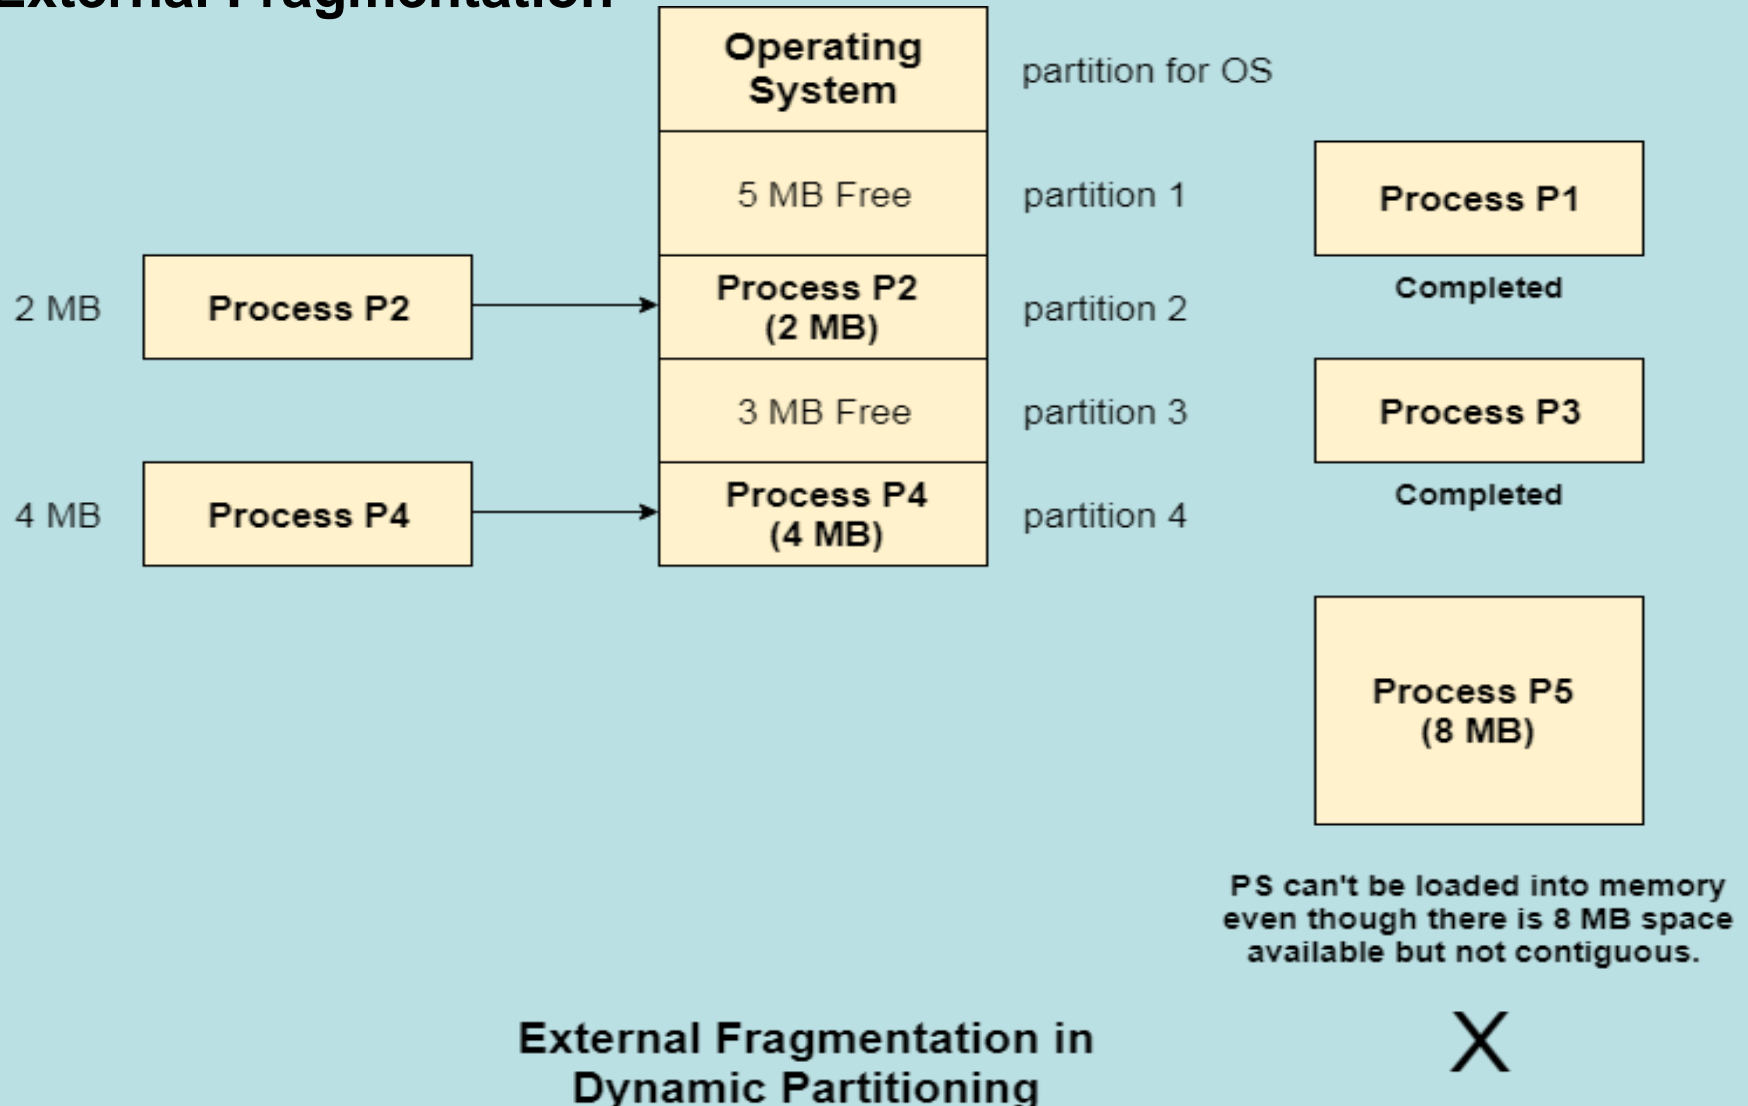 External Fragmentation
Operating
System
partition for OS
5 MB Free
partition 1
Process P1
Completed
2 MB
Process P2
Process P2
(2 MB)
partition 2
3 MB Free
partition 3
Process P3
Completed
4 MB
Process P4
Process P4
(4 MB)
partition 4
Process P5
(8 MB)
PS can't be loaded into memory
even though there is 8 MB space
available but not contiguous.
X
External Fragmentation in
Dynamic Partitioning